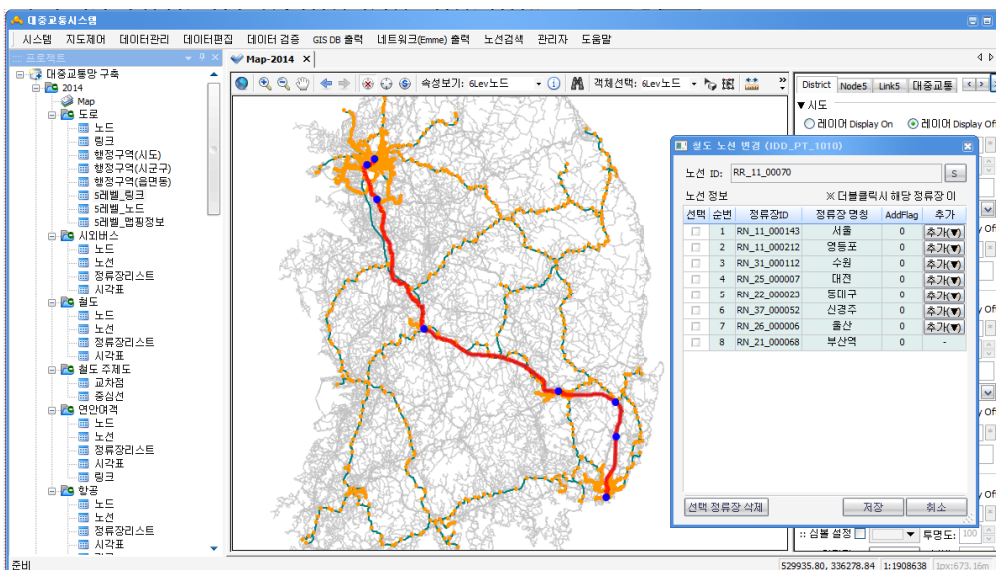 대중교통시스템
시스템 지도제어 데이터관리 데이터편집 데이터 검증 GIS DB 출력 네트워크(Emme) 출력 노선검색 관리자 도움말
프로젝트
대중교통망 구축
2014
Map
도로
노드
링크
행정구역(시도)
행정구역(시군구)
행정구역(읍면동)
5레벨_링크
5레벨_노드
5레벨_랩핑정보
시외버스
노드
노선
정류장리스트
시각표
철도
노드
노선
정류장리스트
시각표
철도 주제도
교차점
중심선
연안여객
노드
노선
정류장리스트
시각표
링크
항공
노드
노선
정류장리스트
시각표
Map-2014
속성보기: 6Lev노드 객체선택: 6Lev노드
District Node5 Link5 대중교통
▼ 시도
레이어 Display On 레이어 Display Off
철도 노선 변경 (IDD_PT_1010)
노선 ID: RR_11_00070 S
노선 정보 ※ 더블클릭시 해당 정류장 이
선택 순번 정류장ID 정류장 명칭 AddFlag 추가
1 RN_11_000143 서울 0 추가(▼)
2 RN_11_000212 영등포 0 추가(▼)
3 RN_31_000112 수원 0 추가(▼)
4 RN_25_000007 대전 0 추가(▼)
5 RN_22_000023 동대구 0 추가(▼)
6 RN_37_000052 신경주 0 추가(▼)
7 RN_26_000006 울산 0 추가(▼)
8 RN_21_000068 부산역 0 -
선택 정류장 삭제 저장 취소
:: 심볼 설정 투명도: 100
준비 529935.80, 336278.84 1:1908638 1px:673.16m